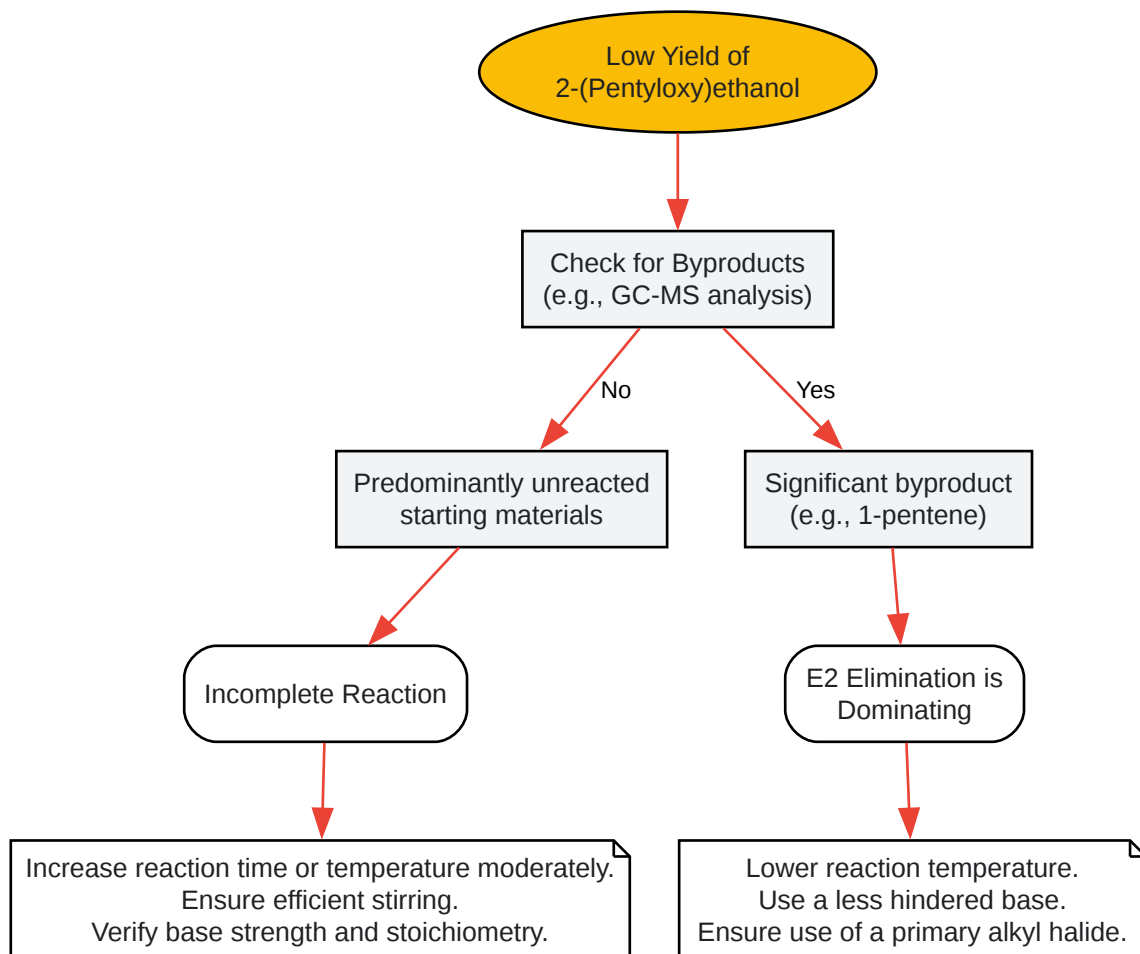 Low Yield of
2-(Pentyloxy)ethanol
Check for Byproducts
(e.g., GC-MS analysis)
No
Yes
Predominantly unreacted
starting materials
Significant byproduct
(e.g., 1-pentene)
Incomplete Reaction
E2 Elimination is
Dominating
Increase reaction time or temperature moderately.
Ensure efficient stirring.
Verify base strength and stoichiometry.
Lower reaction temperature.
Use a less hindered base.
Ensure use of a primary alkyl halide.